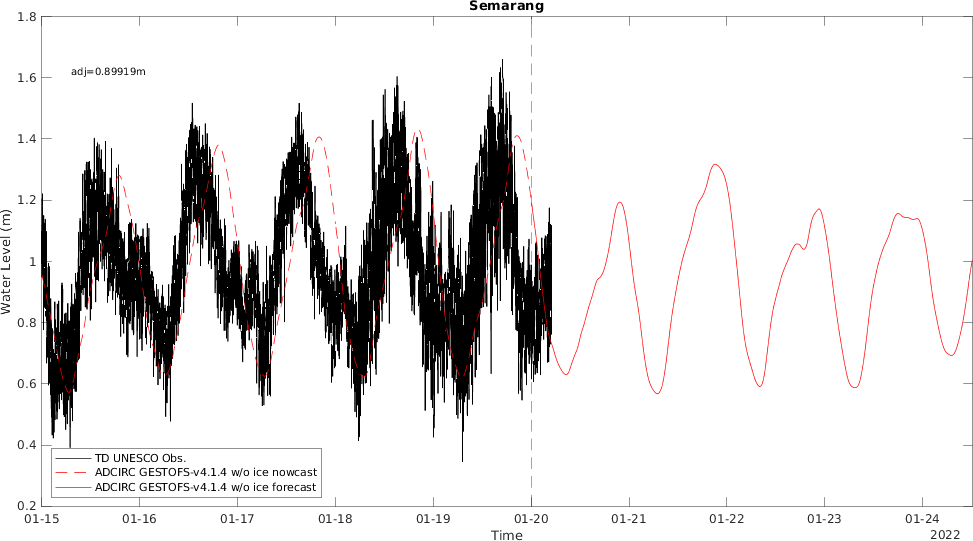 Semarang
1.8
1.6
1.4
1.2
1
0.8
0.6
0.4
0.2
adj=0.89919m
Water Level (m)
TD UNESCO Obs.
ADCIRC GESTOFS-v4.1.4 w/o ice nowcast
ADCIRC GESTOFS-v4.1.4 w/o ice forecast
01-15 01-16 01-17 01-18 01-19 01-20 01-21 01-22 01-23 01-24
Time
2022